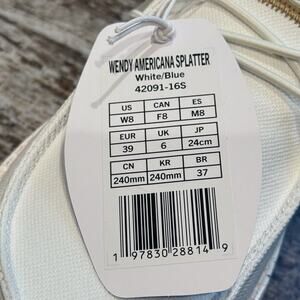 WENDY AMERICANA SPLATTER
White/Blue
42091-16S
US CAN ES
W8 F8 M8
EUR UK JP
39 6 24cm
CN KR BR
240mm 240mm 37
1 97830 28814 9